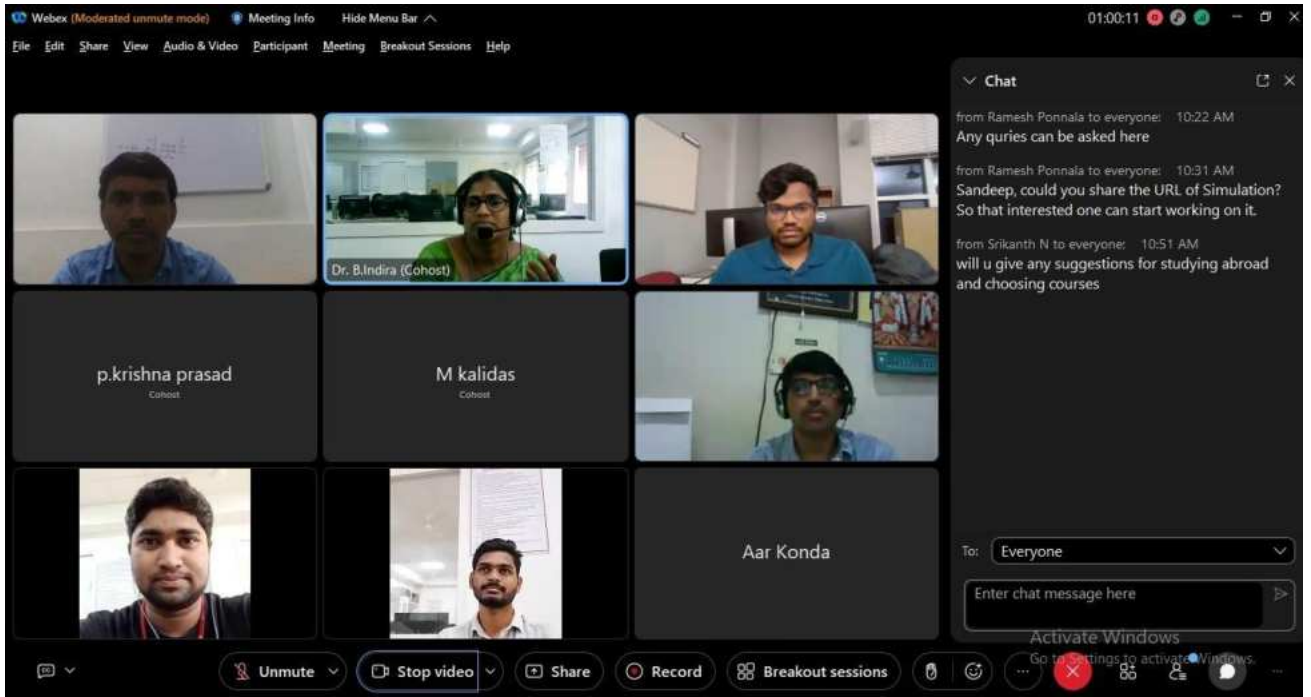 Webex (Moderated unmute mode) Meeting Info Hide Menu Bar
01:00:11
File Edit Share View Audio & Video Participant Meeting Breakout Sessions Help
Dr. B.Indira (Cohost)
p.krishna prasad
Cohost
M kalidas
Cohost
Aar Konda
Chat
from Ramesh Ponnala to everyone: 10:22 AM
Any quries can be asked here
from Ramesh Ponnala to everyone: 10:31 AM
Sandeep, could you share the URL of Simulation?
So that interested one can start working on it.
from Srikanth N to everyone: 10:51 AM
will u give any suggestions for studying abroad
and choosing courses
To: Everyone
Enter chat message here
Activate Windows
Go to Settings to activate Windows.
Unmute Stop video Share Record Breakout sessions